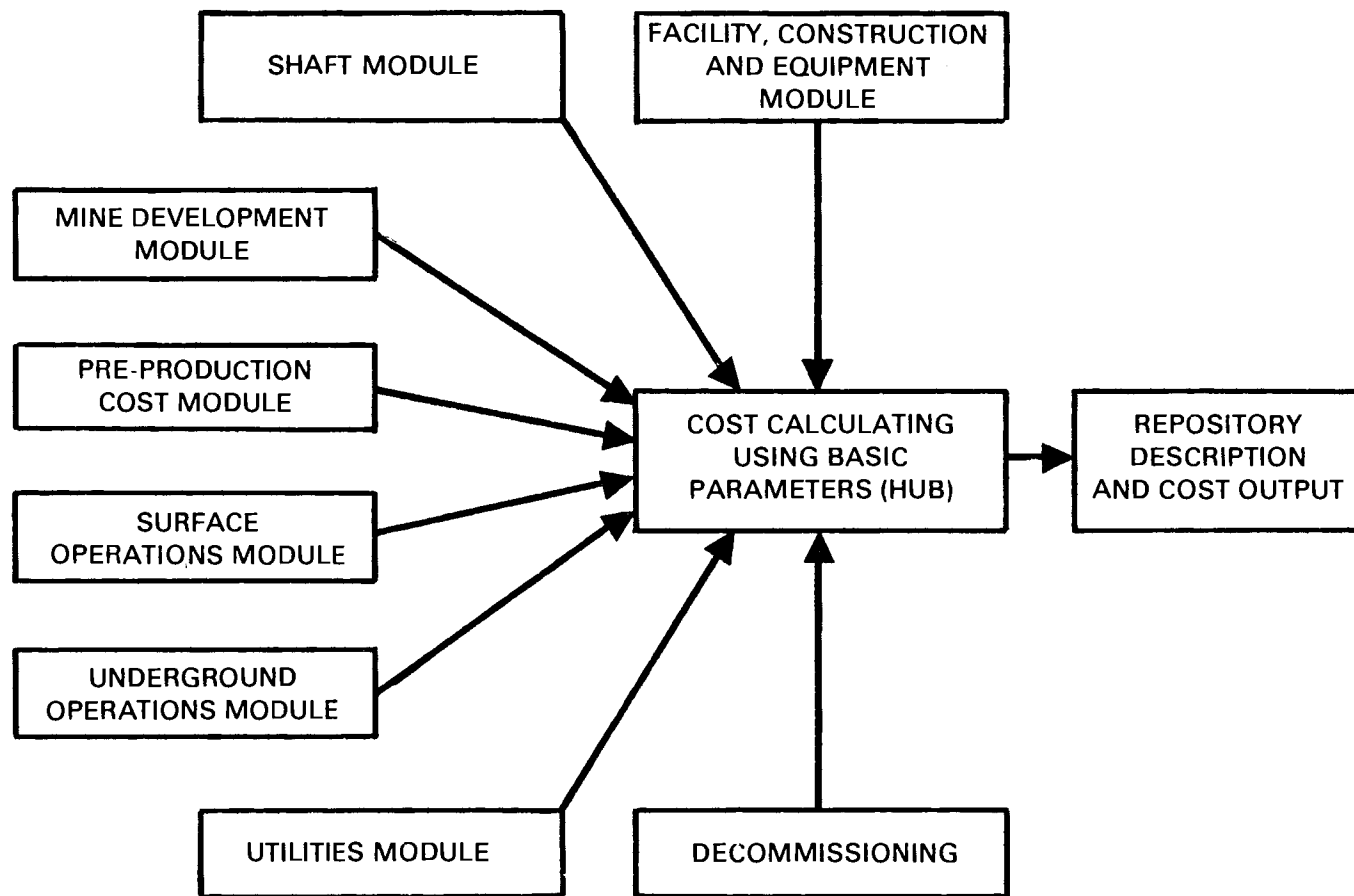 SHAFT MODULE
FACILITY, CONSTRUCTION
AND EQUIPMENT
MODULE
MINE DEVELOPMENT
MODULE
PRE-PRODUCTION
COST MODULE
SURFACE
OPERATIONS MODULE
UNDERGROUND
OPERATIONS MODULE
UTILITIES MODULE
DECOMMISSIONING
COST CALCULATING
USING BASIC
PARAMETERS (HUB)
REPOSITORY
DESCRIPTION
AND COST OUTPUT